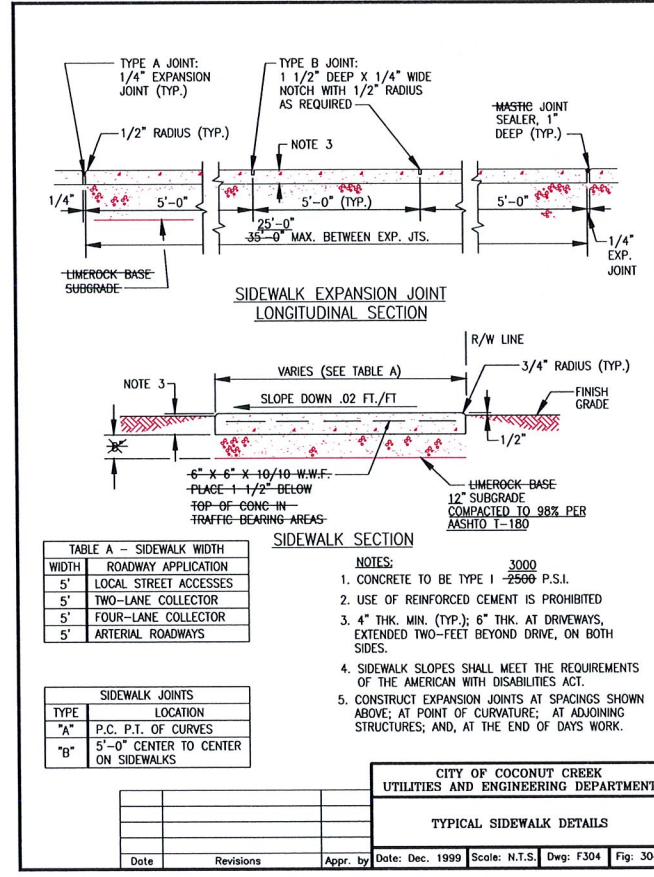 TYPE A JOINT:
1/4" EXPANSION
JOINT (TYP.)
TYPE B JOINT:
1 1/2" DEEP X 1/4" WIDE
NOTCH WITH 1/2" RADIUS
AS REQUIRED
MASTIC JOINT
SEALER, 1"
DEEP (TYP.)
1/2" RADIUS (TYP.)
NOTE 3
1/4"
5'-0"
5'-0" (TYP.)
5'-0"
25'-0"
35'-0" MAX. BETWEEN EXP. JTS.
1/4"
EXP.
JOINT
LIMEROCK BASE
SUBGRADE
SIDEWALK EXPANSION JOINT
LONGITUDINAL SECTION
R/W LINE
VARIES (SEE TABLE A)
3/4" RADIUS (TYP.)
NOTE 3
SLOPE DOWN .02 FT./FT
FINISH
GRADE
1/2"
6" X 6" X 10/10 W.W.F.
PLACE 1 1/2" BELOW
TOP OF CONC IN
TRAFFIC BEARING AREAS
LIMEROCK BASE
12" SUBGRADE
COMPACTED TO 98% PER
AASHTO T-180
SIDEWALK SECTION
TABLE A - SIDEWALK WIDTH
WIDTH ROADWAY APPLICATION
5' LOCAL STREET ACCESSES
5' TWO-LANE COLLECTOR
5' FOUR-LANE COLLECTOR
5' ARTERIAL ROADWAYS
NOTES:
3000
1. CONCRETE TO BE TYPE I 2500 P.S.I.
2. USE OF REINFORCED CEMENT IS PROHIBITED
3. 4" THK. MIN. (TYP.); 6" THK. AT DRIVEWAYS,
EXTENDED TWO-FEET BEYOND DRIVE, ON BOTH
SIDES.
4. SIDEWALK SLOPES SHALL MEET THE REQUIREMENTS
OF THE AMERICAN WITH DISABILITIES ACT.
5. CONSTRUCT EXPANSION JOINTS AT SPACINGS SHOWN
ABOVE; AT POINT OF CURVATURE; AT ADJOINING
STRUCTURES; AND, AT THE END OF DAYS WORK.
SIDEWALK JOINTS
TYPE LOCATION
"A" P.C. P.T. OF CURVES
"B" 5'-0" CENTER TO CENTER
ON SIDEWALKS
CITY OF COCONUT CREEK
UTILITIES AND ENGINEERING DEPARTMENT
TYPICAL SIDEWALK DETAILS
Date Revisions Appr. by
Date: Dec. 1999 Scale: N.T.S. Dwg: F304 Fig: 304